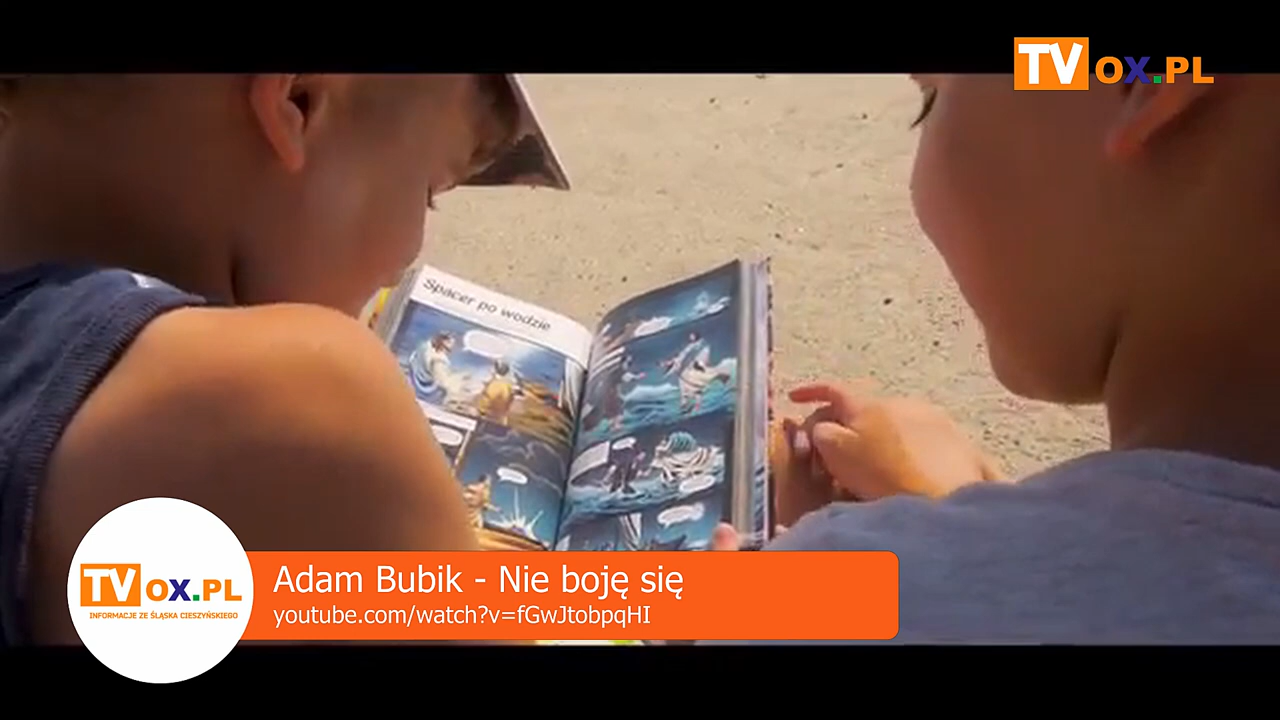 TVOX.PL
Spacer po wodzie
TVOX.PL
INFORMACJE ZE ŚLĄSKA CIESZYŃSKIEGO
Adam Bubik - Nie boję się
youtube.com/watch?v=fGwJtobpqHI